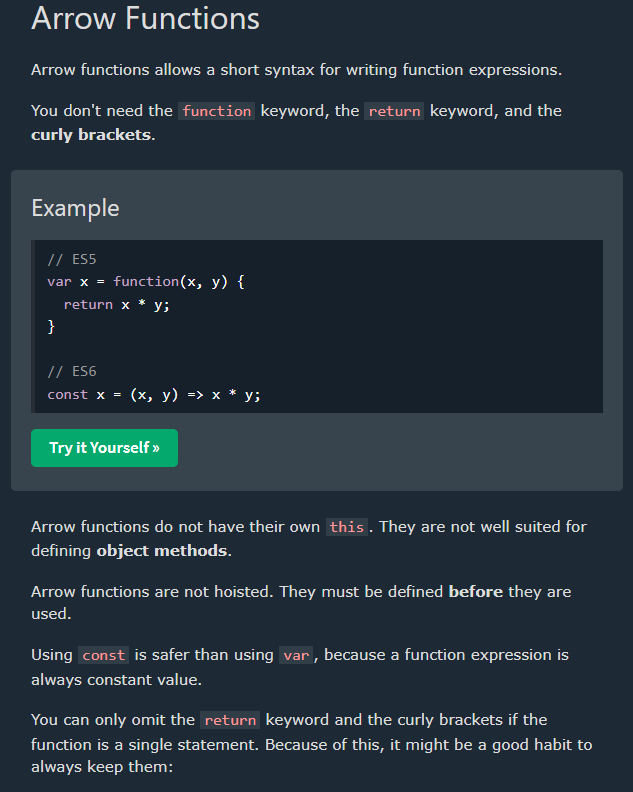 Arrow Functions
Arrow functions allows a short syntax for writing function expressions.
You don't need the function keyword, the return keyword, and the
curly brackets.
Example
// ES5
var x = function(x, y) {
  return x * y;
}
// ES6
const x = (x, y) => x * y;
Try it Yourself »
Arrow functions do not have their own this. They are not well suited for
defining object methods.
Arrow functions are not hoisted. They must be defined before they are
used.
Using const is safer than using var, because a function expression is
always constant value.
You can only omit the return keyword and the curly brackets if the
function is a single statement. Because of this, it might be a good habit to
always keep them: